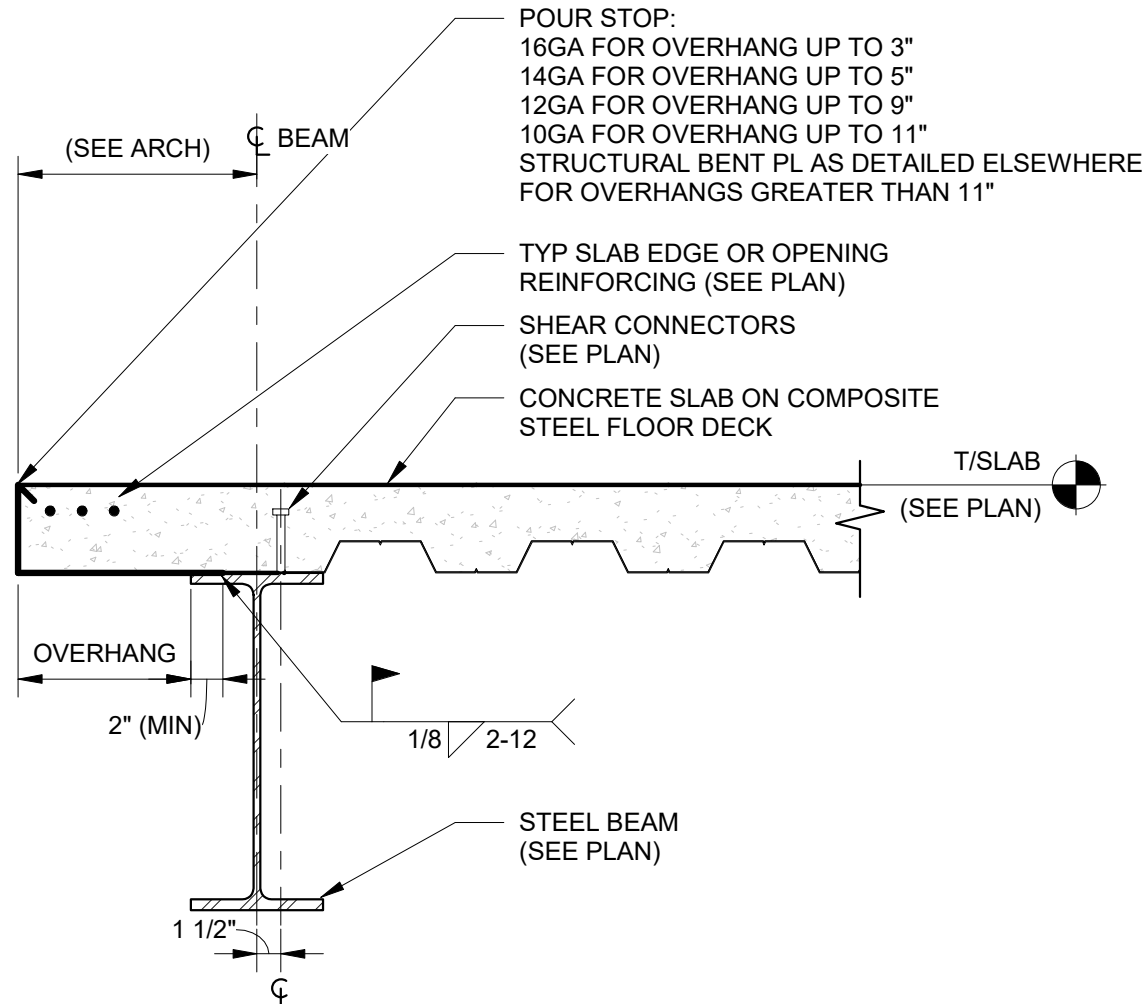 POUR STOP:
16GA FOR OVERHANG UP TO 3"
14GA FOR OVERHANG UP TO 5"
12GA FOR OVERHANG UP TO 9"
10GA FOR OVERHANG UP TO 11"
STRUCTURAL BENT PL AS DETAILED ELSEWHERE
FOR OVERHANGS GREATER THAN 11"
(SEE ARCH)
℄ BEAM
TYP SLAB EDGE OR OPENING
REINFORCING (SEE PLAN)
SHEAR CONNECTORS
(SEE PLAN)
CONCRETE SLAB ON COMPOSITE
STEEL FLOOR DECK
T/SLAB
(SEE PLAN)
OVERHANG
2" (MIN)
1/8 2-12
STEEL BEAM
(SEE PLAN)
1 1/2"
℄